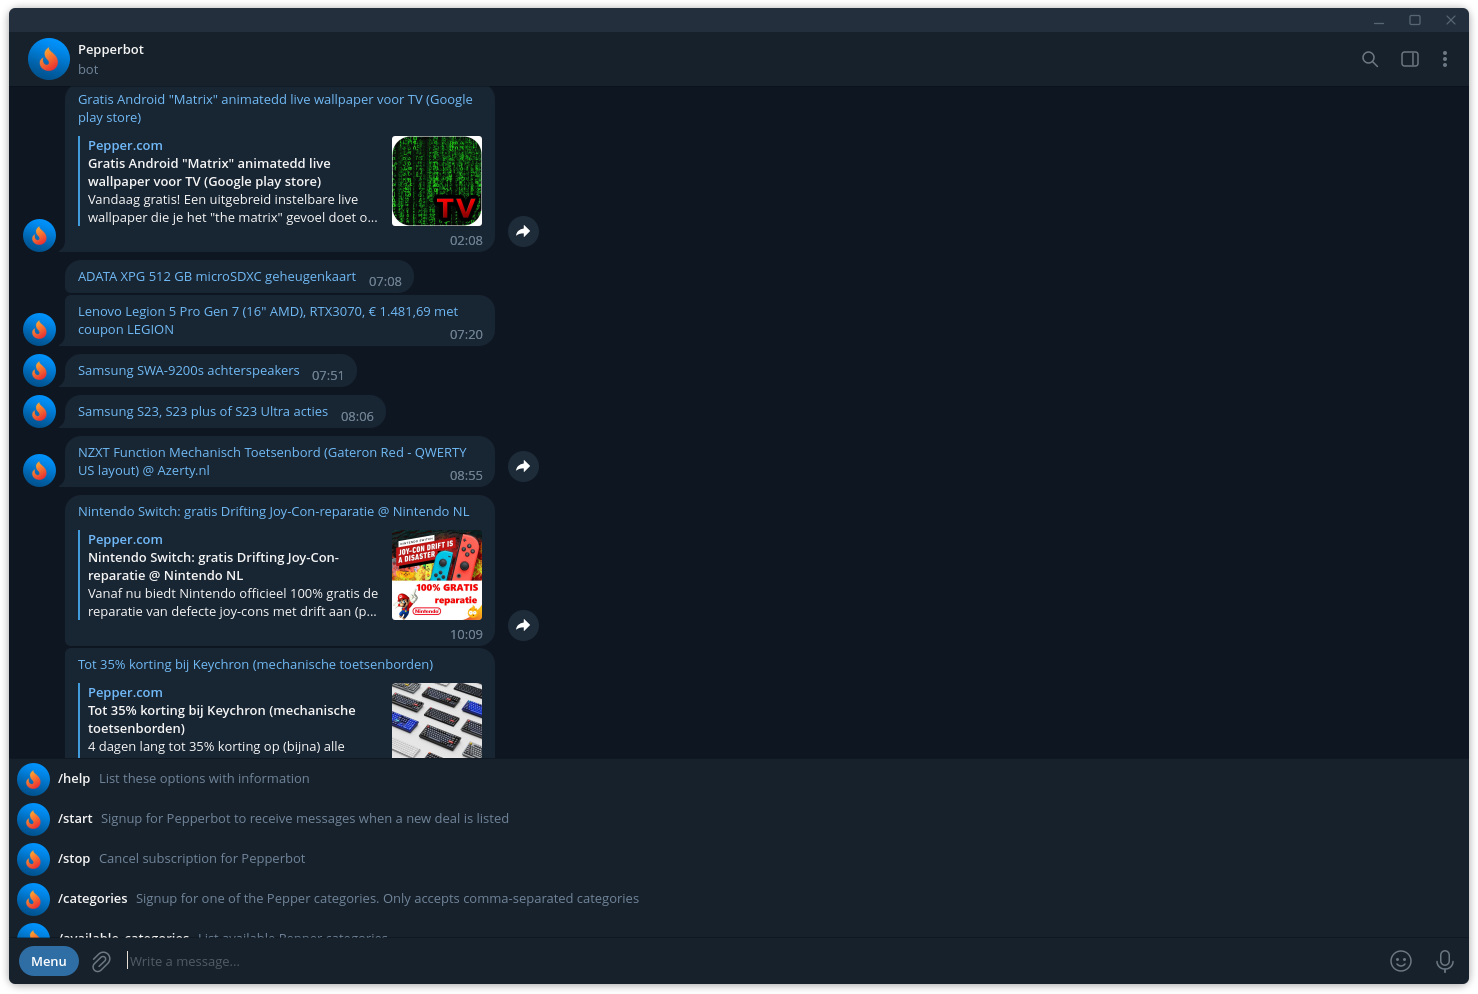 Pepperbot
bot
Gratis Android "Matrix" animatedd live wallpaper voor TV (Google
play store)
Pepper.com
Gratis Android "Matrix" animatedd live
wallpaper voor TV (Google play store)
Vandaag gratis! Een uitgebreid instelbare live
wallpaper die je het "the matrix" gevoel doet o...
TV
02:08
ADATA XPG 512 GB microSDXC geheugenkaart 07:08
Lenovo Legion 5 Pro Gen 7 (16" AMD), RTX3070, € 1.481,69 met
coupon LEGION
07:20
Samsung SWA-9200s achterspeakers 07:51
Samsung S23, S23 plus of S23 Ultra acties 08:06
NZXT Function Mechanisch Toetsenbord (Gateron Red - QWERTY
US layout) @ Azerty.nl
08:55
Nintendo Switch: gratis Drifting Joy-Con-reparatie @ Nintendo NL
Pepper.com
Nintendo Switch: gratis Drifting Joy-Con-
reparatie @ Nintendo NL
Vanaf nu biedt Nintendo officieel 100% gratis de
reparatie van defecte joy-cons met drift aan (p...
NINTENDO SWITCH
JOY-CON DRIFT IS
A DISASTER
100% GRATIS
reparatie
Nintendo
10:09
Tot 35% korting bij Keychron (mechanische toetsenborden)
Pepper.com
Tot 35% korting bij Keychron (mechanische
toetsenborden)
4 dagen lang tot 35% korting op (bijna) alle
/help List these options with information
/start Signup for Pepperbot to receive messages when a new deal is listed
/stop Cancel subscription for Pepperbot
/categories Signup for one of the Pepper categories. Only accepts comma-separated categories
/available_categories List available Pepper categories
Menu
Write a message...